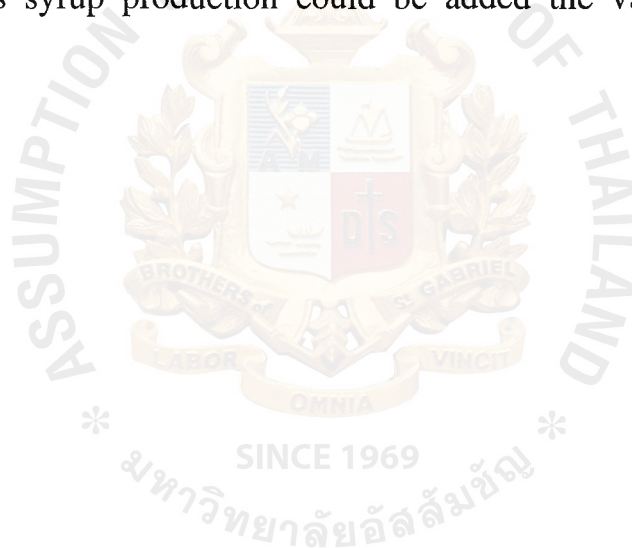 s syrup production could be added the va
ASSUMPTION
OF THAILAND
A M
D S
BROTHERS of St GABRIEL
LABOR
VINCIT
OMNIA
SINCE 1969
* มหาวิทยาลัยอัสสัมชัญ *